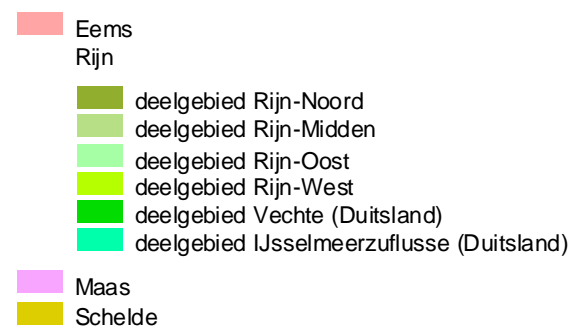 Eems
Rijn
deelgebied Rijn-Noord
deelgebied Rijn-Midden
deelgebied Rijn-Oost
deelgebied Rijn-West
deelgebied Vechte (Duitsland)
deelgebied IJsselmeerzuflusse (Duitsland)
Maas
Schelde